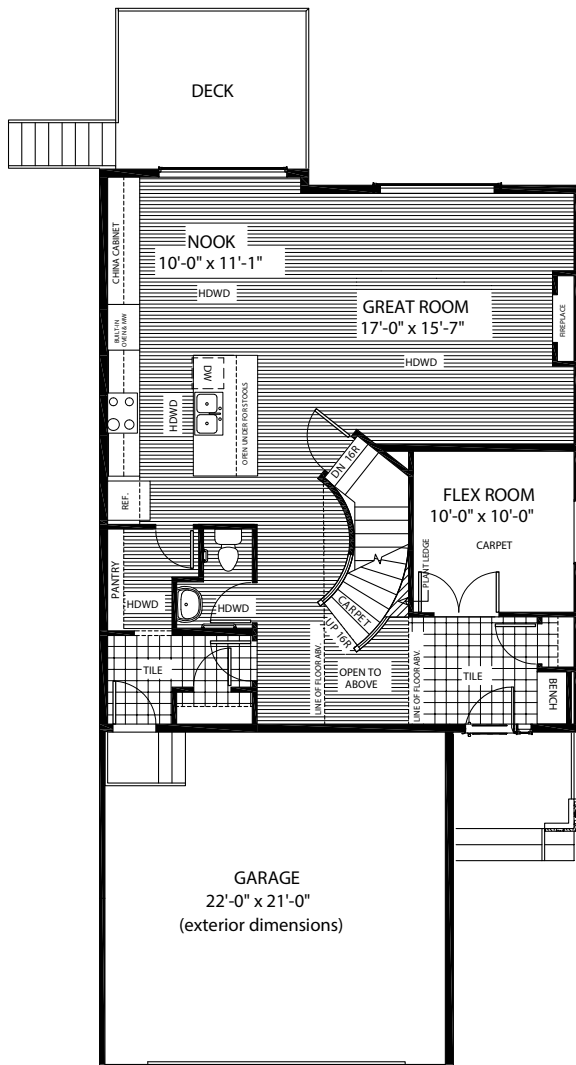 DECK
CHINA CABINET
NOOK
10'-0" x 11'-1"
HDWD
GREAT ROOM
17'-0" x 15'-7"
HDWD
FIREPLACE
BUILT-IN
OVEN & MW
DW
HDWD
OPEN UNDER FOR STOOLS
REF.
DN 16R
FLEX ROOM
10'-0" x 10'-0"
CARPET
PLANT LEDGE
PANTRY
HDWD
HDWD
CARPET
UP 16R
TILE
LINE OF FLOOR ABV.
OPEN TO
ABOVE
LINE OF FLOOR ABV.
TILE
BENCH
GARAGE
22'-0" x 21'-0"
(exterior dimensions)